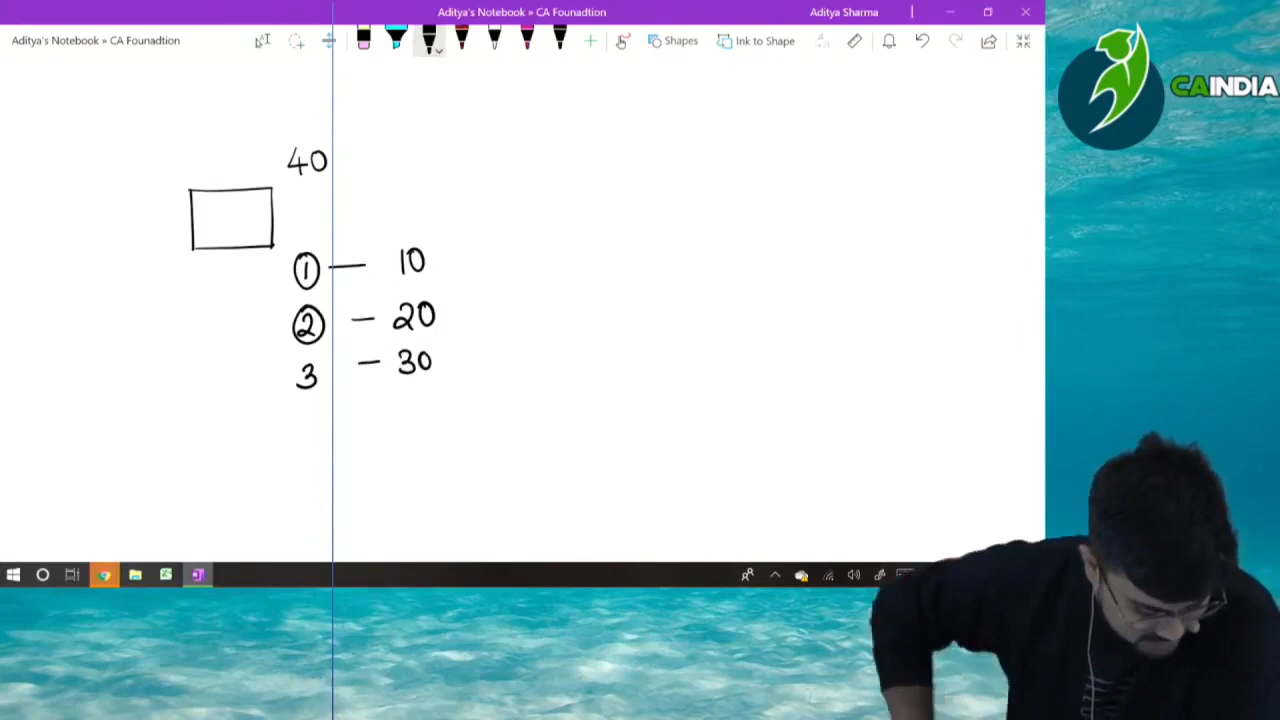 Aditya's Notebook » CA Founadtion
Aditya Sharma
Aditya's Notebook » CA Founadtion
Shapes
Ink to Shape
CAINDIA
40
1 — 10
2 — 20
3 — 30